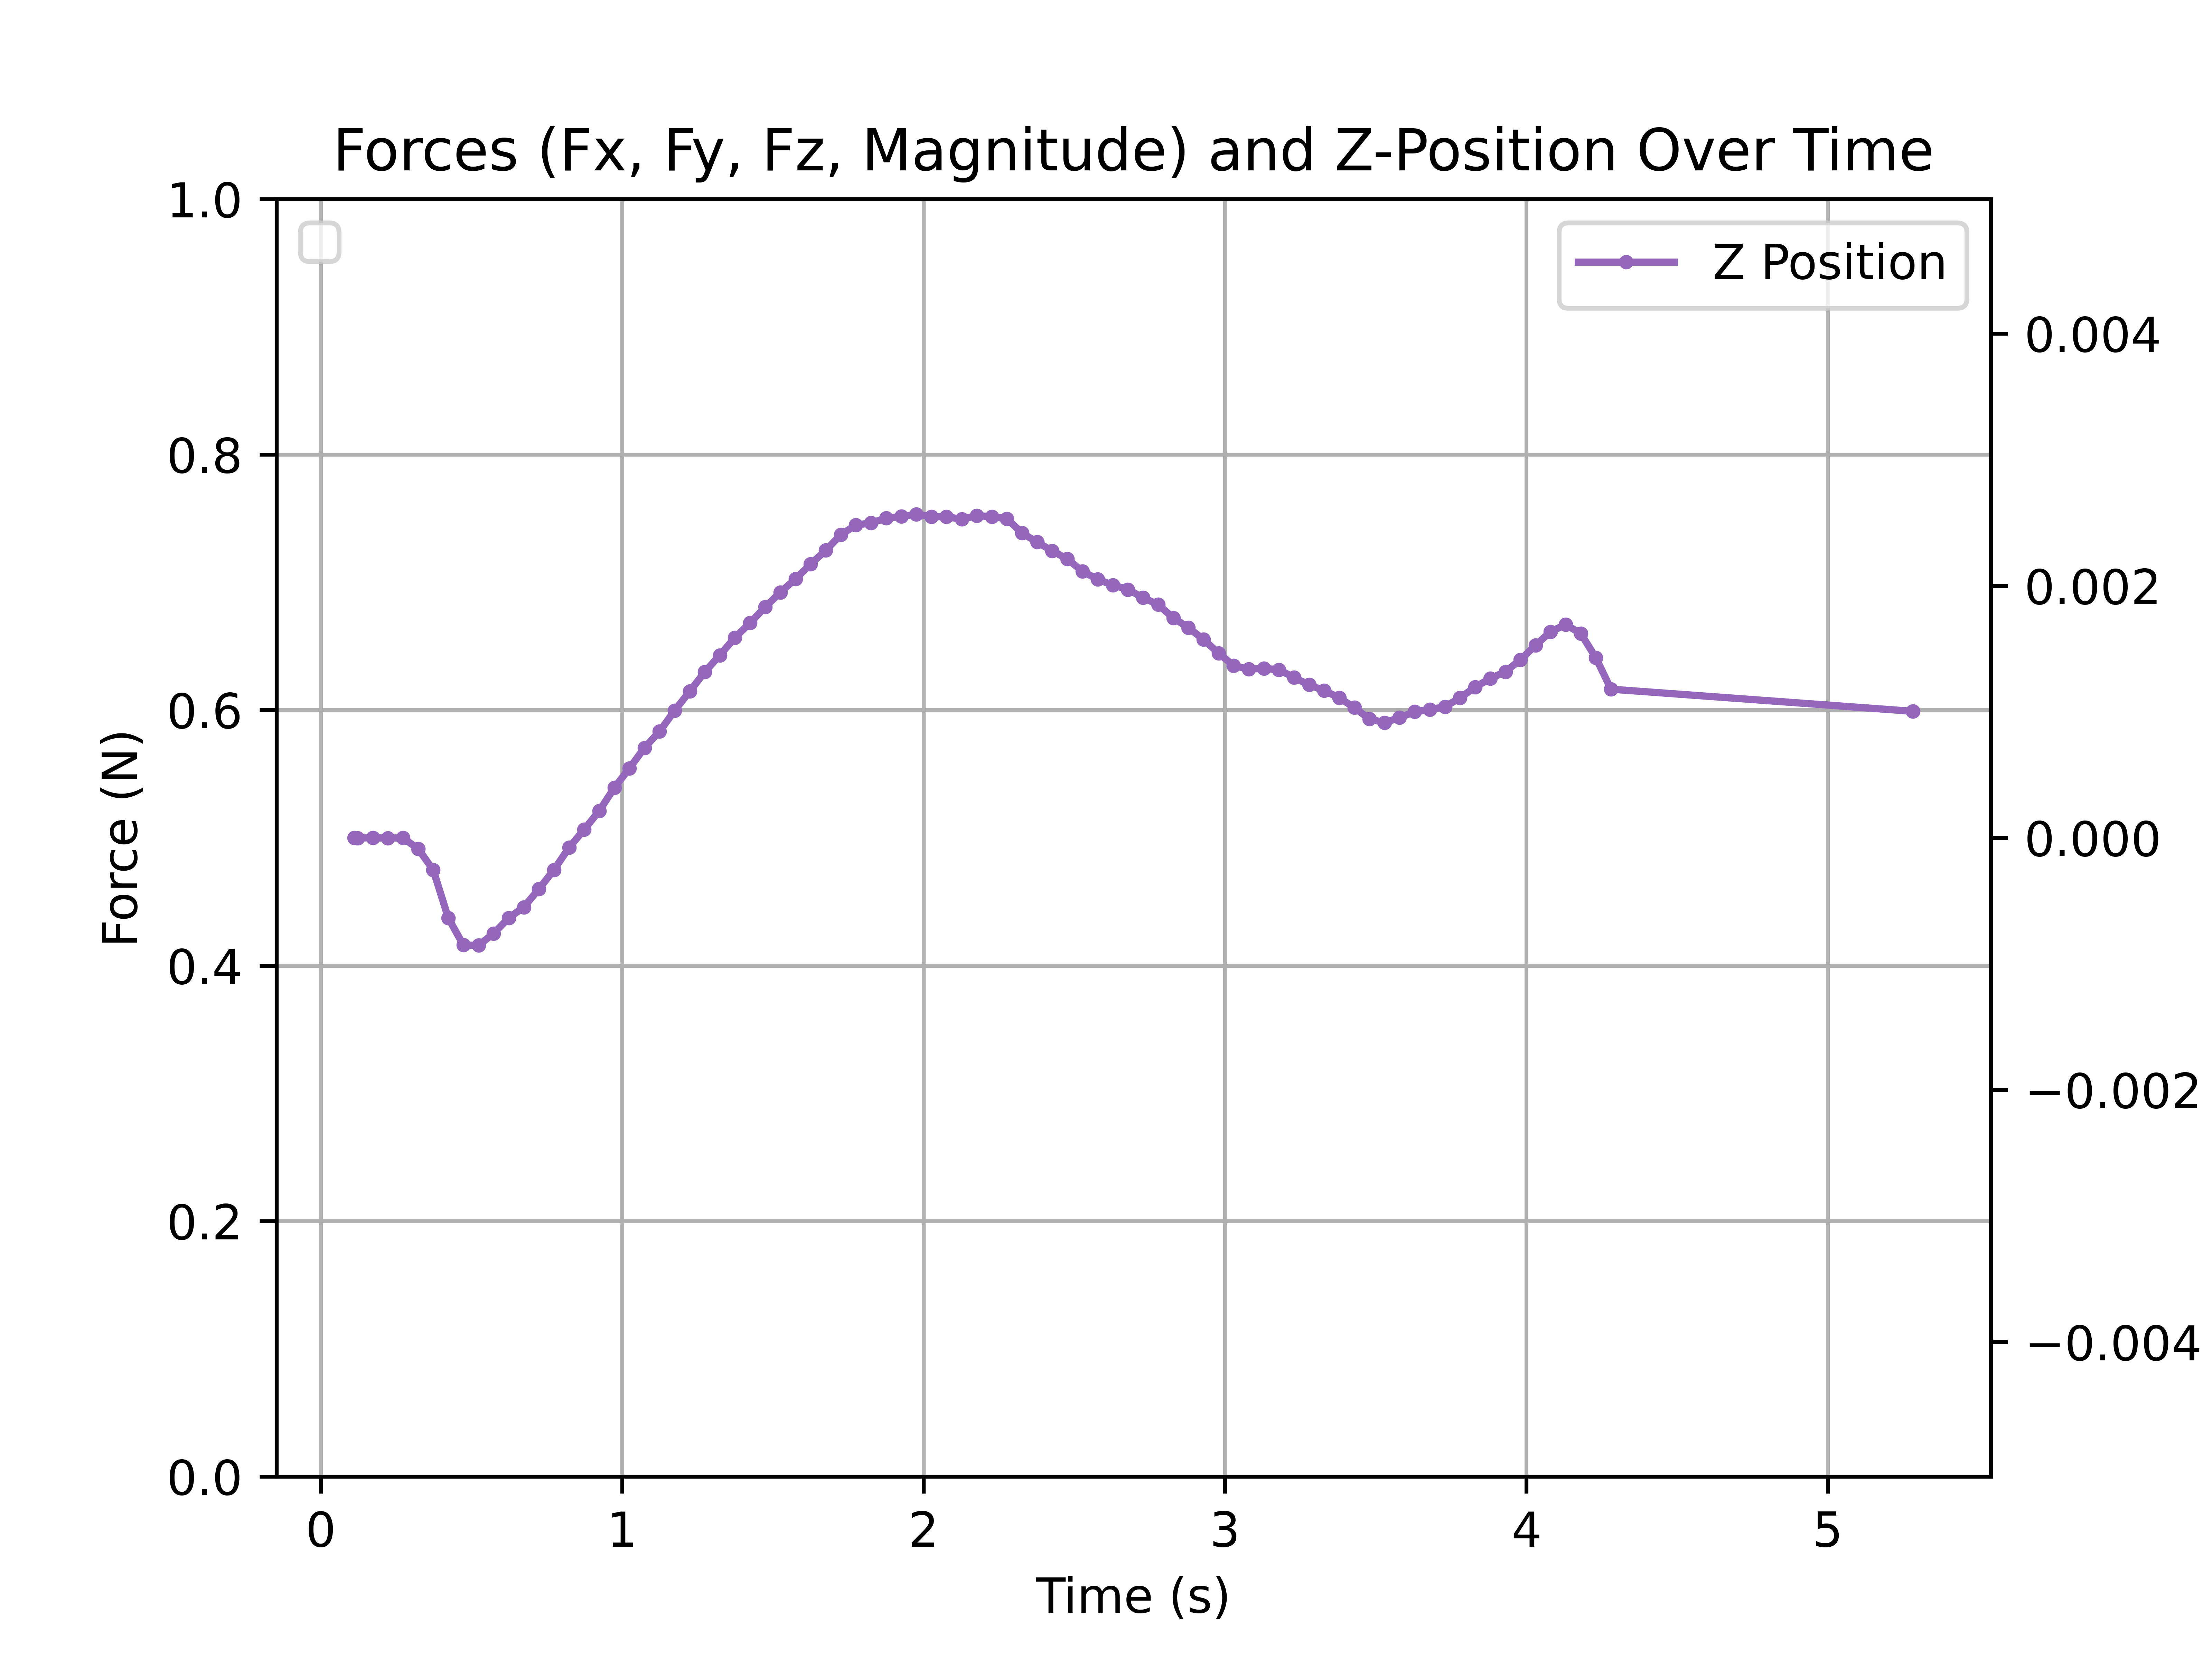 Forces (Fx, Fy, Fz, Magnitude) and Z-Position Over Time
Z Position
Force (N)
1.0
0.8
0.6
0.4
0.2
0.0
0.004
0.002
0.000
−0.002
−0.004
0 1 2 3 4 5
Time (s)